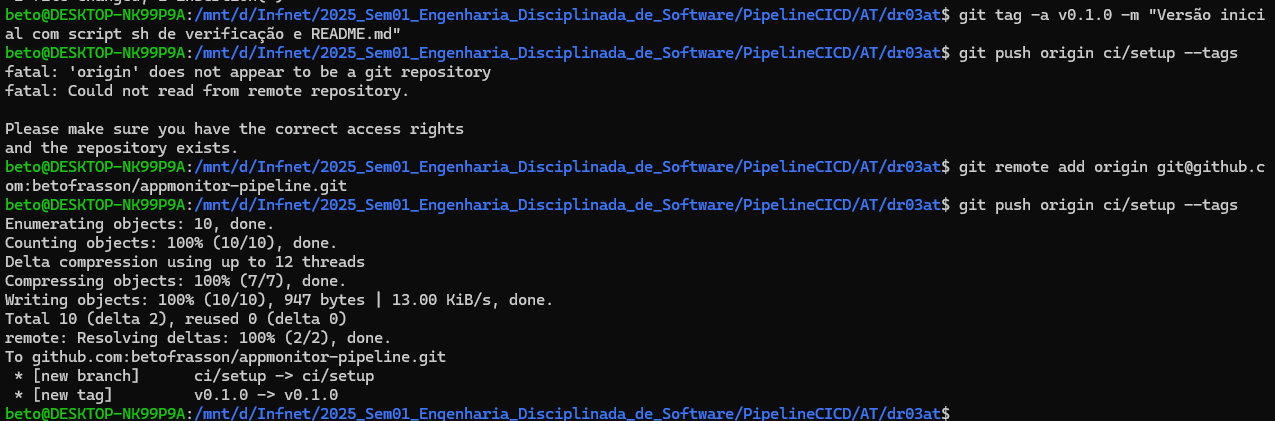 beto@DESKTOP-NK99P9A:/mnt/d/Infnet/2025_Sem01_Engenharia_Disciplinada_de_Software/PipelineCICD/AT/dr03at$ git tag -a v0.1.0 -m "Versão inici
al com script sh de verificação e README.md"
beto@DESKTOP-NK99P9A:/mnt/d/Infnet/2025_Sem01_Engenharia_Disciplinada_de_Software/PipelineCICD/AT/dr03at$ git push origin ci/setup --tags
fatal: 'origin' does not appear to be a git repository
fatal: Could not read from remote repository.

Please make sure you have the correct access rights
and the repository exists.
beto@DESKTOP-NK99P9A:/mnt/d/Infnet/2025_Sem01_Engenharia_Disciplinada_de_Software/PipelineCICD/AT/dr03at$ git remote add origin git@github.c
om:betofrasson/appmonitor-pipeline.git
beto@DESKTOP-NK99P9A:/mnt/d/Infnet/2025_Sem01_Engenharia_Disciplinada_de_Software/PipelineCICD/AT/dr03at$ git push origin ci/setup --tags
Enumerating objects: 10, done.
Counting objects: 100% (10/10), done.
Delta compression using up to 12 threads
Compressing objects: 100% (7/7), done.
Writing objects: 100% (10/10), 947 bytes | 13.00 KiB/s, done.
Total 10 (delta 2), reused 0 (delta 0)
remote: Resolving deltas: 100% (2/2), done.
To github.com:betofrasson/appmonitor-pipeline.git
 * [new branch]      ci/setup -> ci/setup
 * [new tag]         v0.1.0 -> v0.1.0
beto@DESKTOP-NK99P9A:/mnt/d/Infnet/2025_Sem01_Engenharia_Disciplinada_de_Software/PipelineCICD/AT/dr03at$